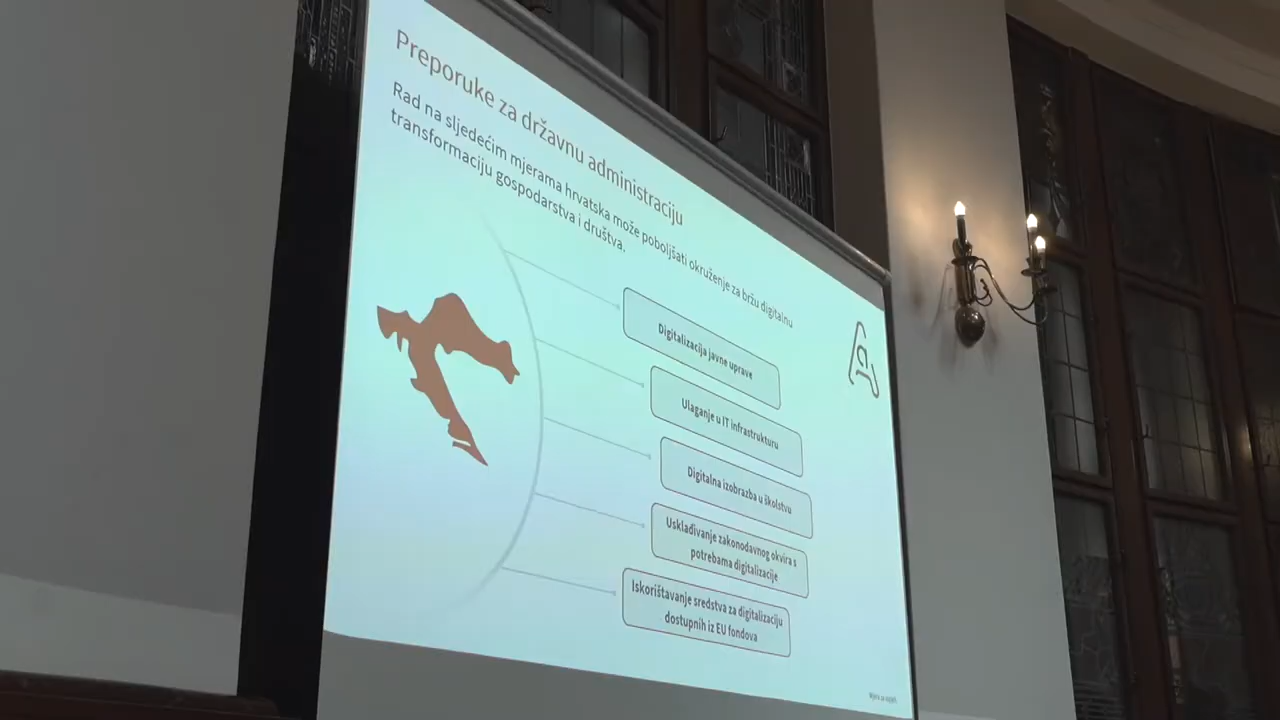 Preporuke za državnu administraciju
Rad na sljedećim mjerama hrvatska može poboljšati okruženje za bržu digitalnu
transformaciju gospodarstva i društva.
Digitalizacija javne uprave
Ulaganje u IT infrastrukturu
Digitalna izobrazba u školstvu
Usklađivanje zakonodavnog okvira s
potrebama digitalizacije
Iskorištavanje sredstva za digitalizaciju
dostupnih iz EU fondova